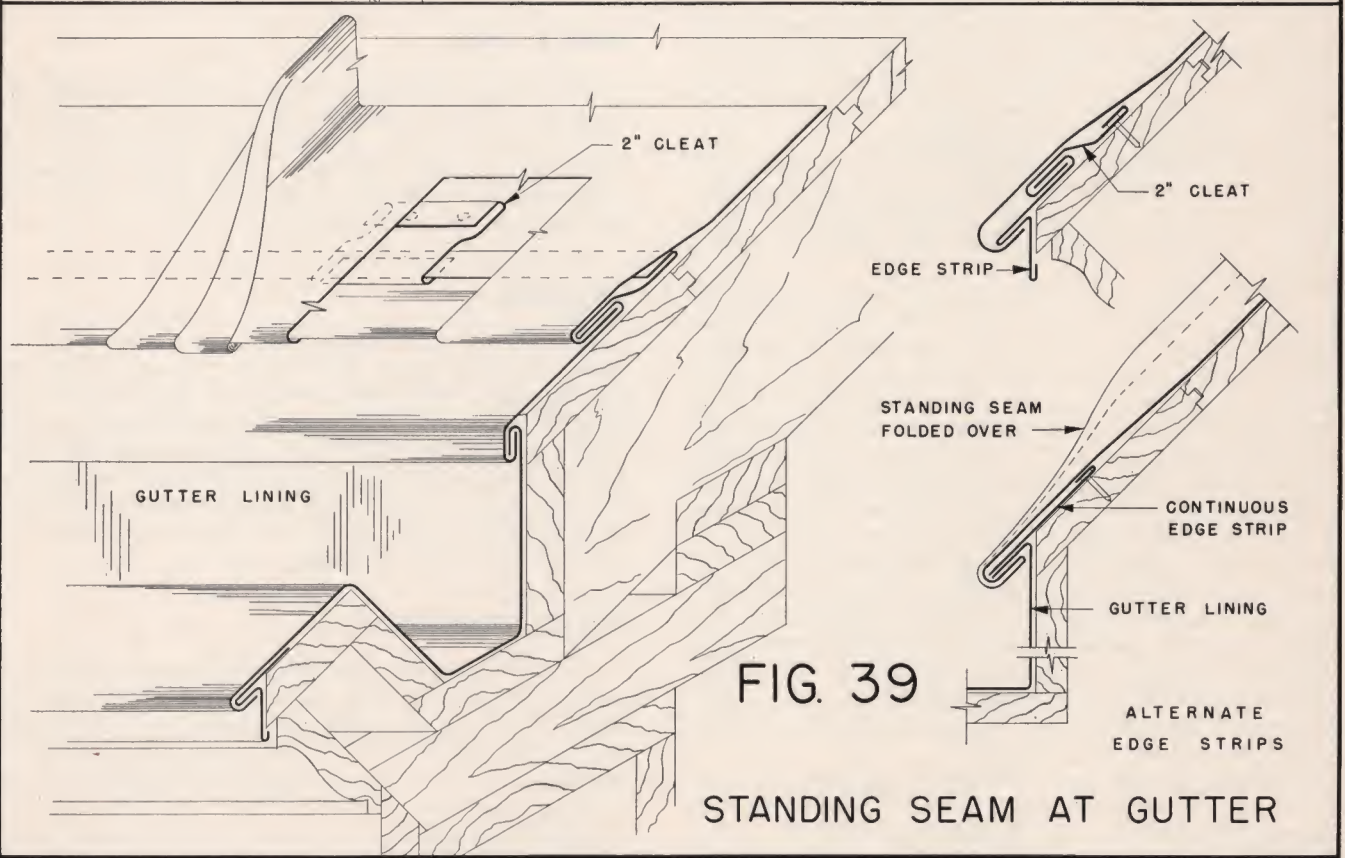 2" CLEAT
GUTTER LINING
2" CLEAT
EDGE STRIP
STANDING SEAM
FOLDED OVER
CONTINUOUS
EDGE STRIP
GUTTER LINING
FIG. 39
ALTERNATE
EDGE STRIPS
STANDING SEAM AT GUTTER